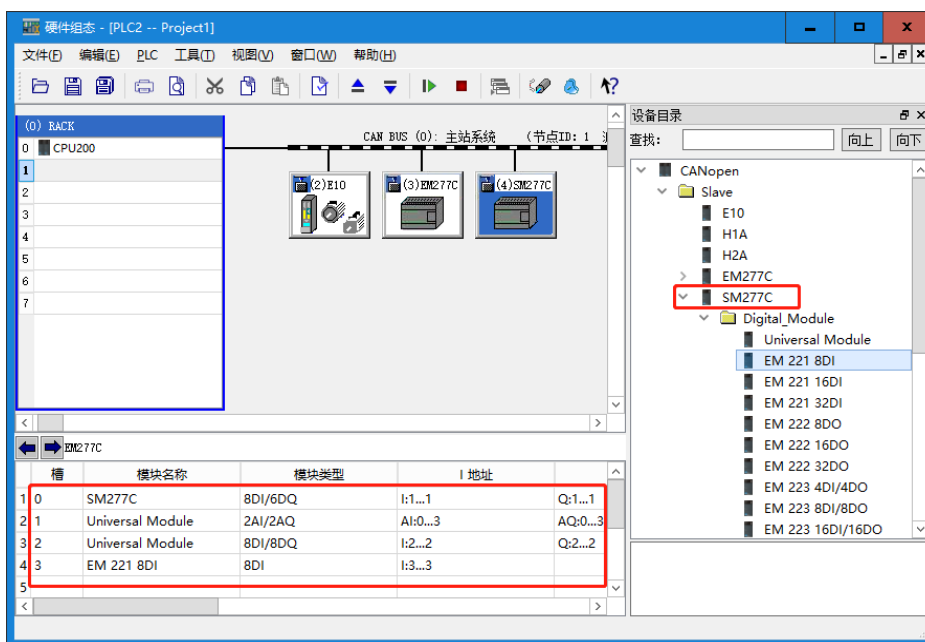 硬件组态 - [PLC2 -- Project1]
文件(F) 编辑(E) PLC 工具(T) 视图(V) 窗口(W) 帮助(H)
(0) RACK
0 CPU200
1
2
3
4
5
6
7
CAN BUS (0): 主站系统 (节点ID: 1
(2)E10 (3)EM277C (4)SM277C
设备目录
查找: 向上 向下
CANopen
Slave
E10
H1A
H2A
EM277C
SM277C
Digital_Module
Universal Module
EM 221 8DI
EM 221 16DI
EM 221 32DI
EM 222 8DO
EM 222 16DO
EM 222 32DO
EM 223 4DI/4DO
EM 223 8DI/8DO
EM 223 16DI/16DO
EM277C
槽 模块名称 模块类型 I 地址
1 0 SM277C 8DI/6DQ I:1...1 Q:1...1
2 1 Universal Module 2AI/2AQ AI:0...3 AQ:0...3
3 2 Universal Module 8DI/8DQ I:2...2 Q:2...2
4 3 EM 221 8DI 8DI I:3...3
5